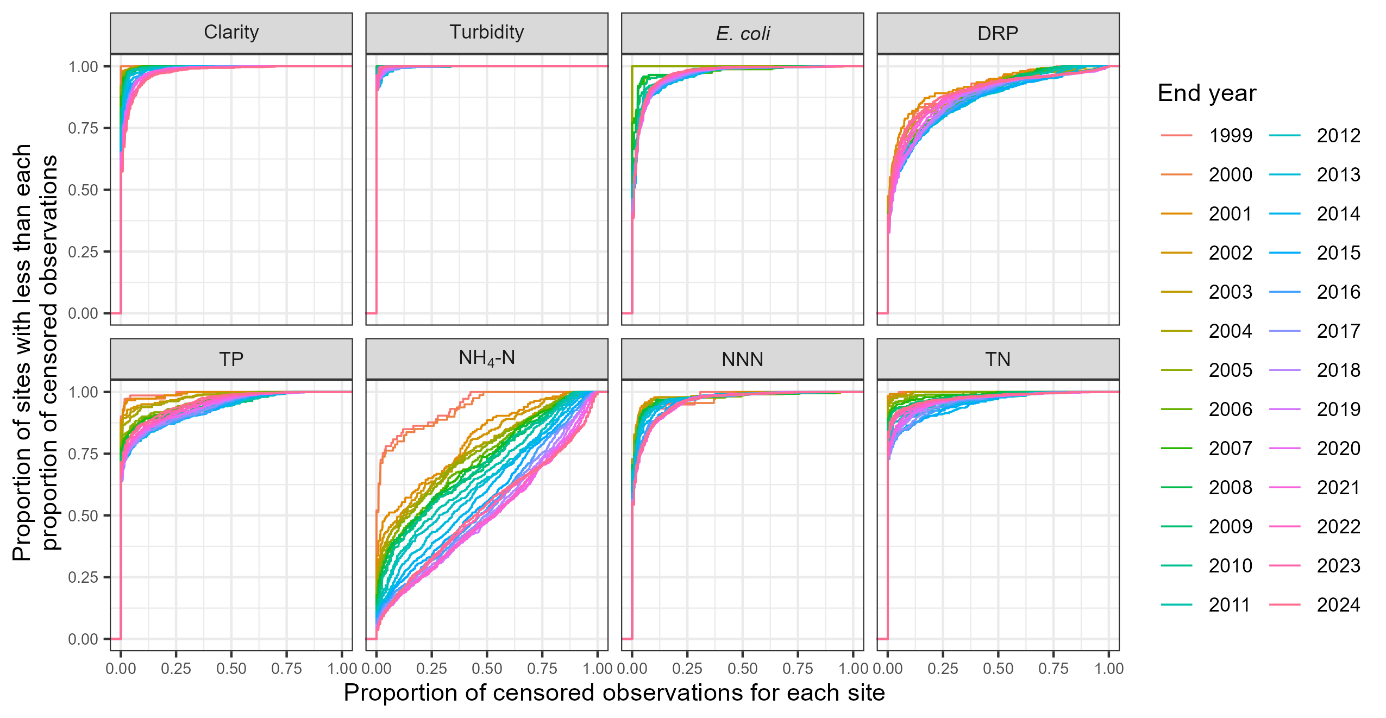 Clarity
Turbidity
E. coli
DRP
1.00
0.75
0.50
0.25
0.00
TP
NH4-N
NNN
TN
1.00
0.75
0.50
0.25
0.00
0.00 0.25 0.50 0.75 1.00
0.00 0.25 0.50 0.75 1.00
0.00 0.25 0.50 0.75 1.00
0.00 0.25 0.50 0.75 1.00
Proportion of sites with less than each
proportion of censored observations
Proportion of censored observations for each site
End year
1999
2000
2001
2002
2003
2004
2005
2006
2007
2008
2009
2010
2011
2012
2013
2014
2015
2016
2017
2018
2019
2020
2021
2022
2023
2024